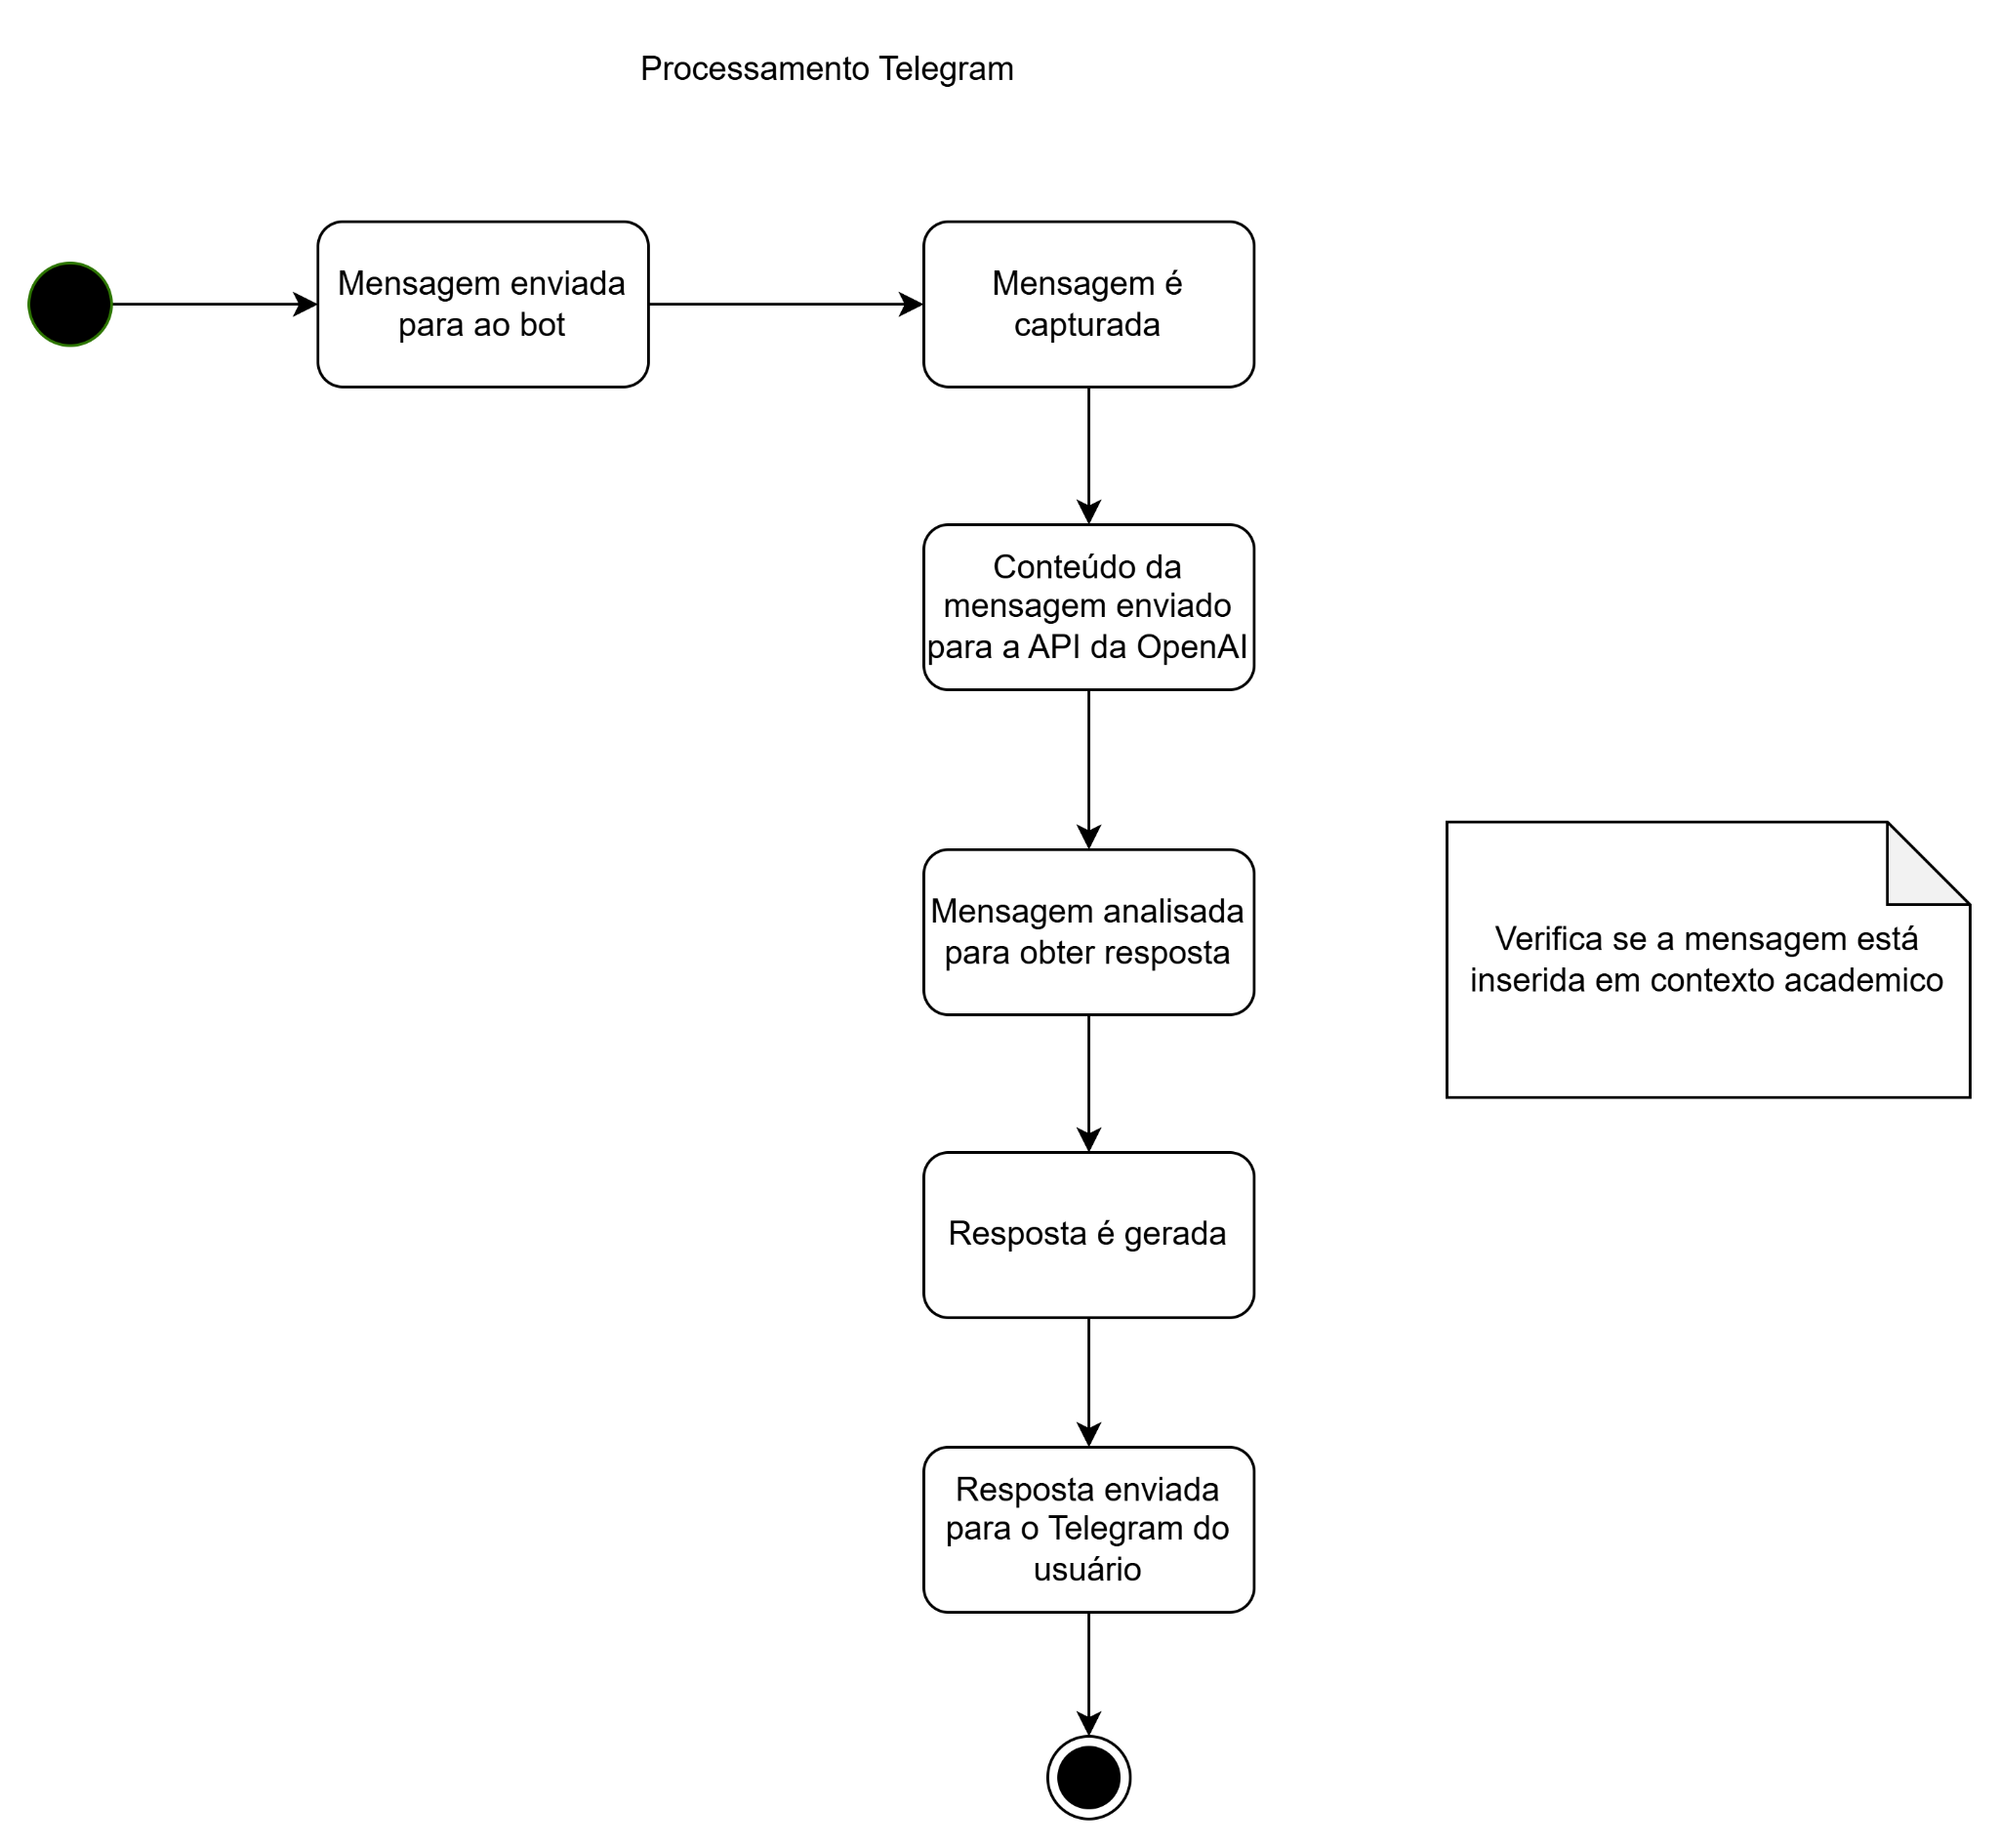 Processamento Telegram
Mensagem enviada
para ao bot
Mensagem é
capturada
Conteúdo da
mensagem enviado
para a API da OpenAI
Mensagem analisada
para obter resposta
Verifica se a mensagem está
inserida em contexto academico
Resposta é gerada
Resposta enviada
para o Telegram do
usuário